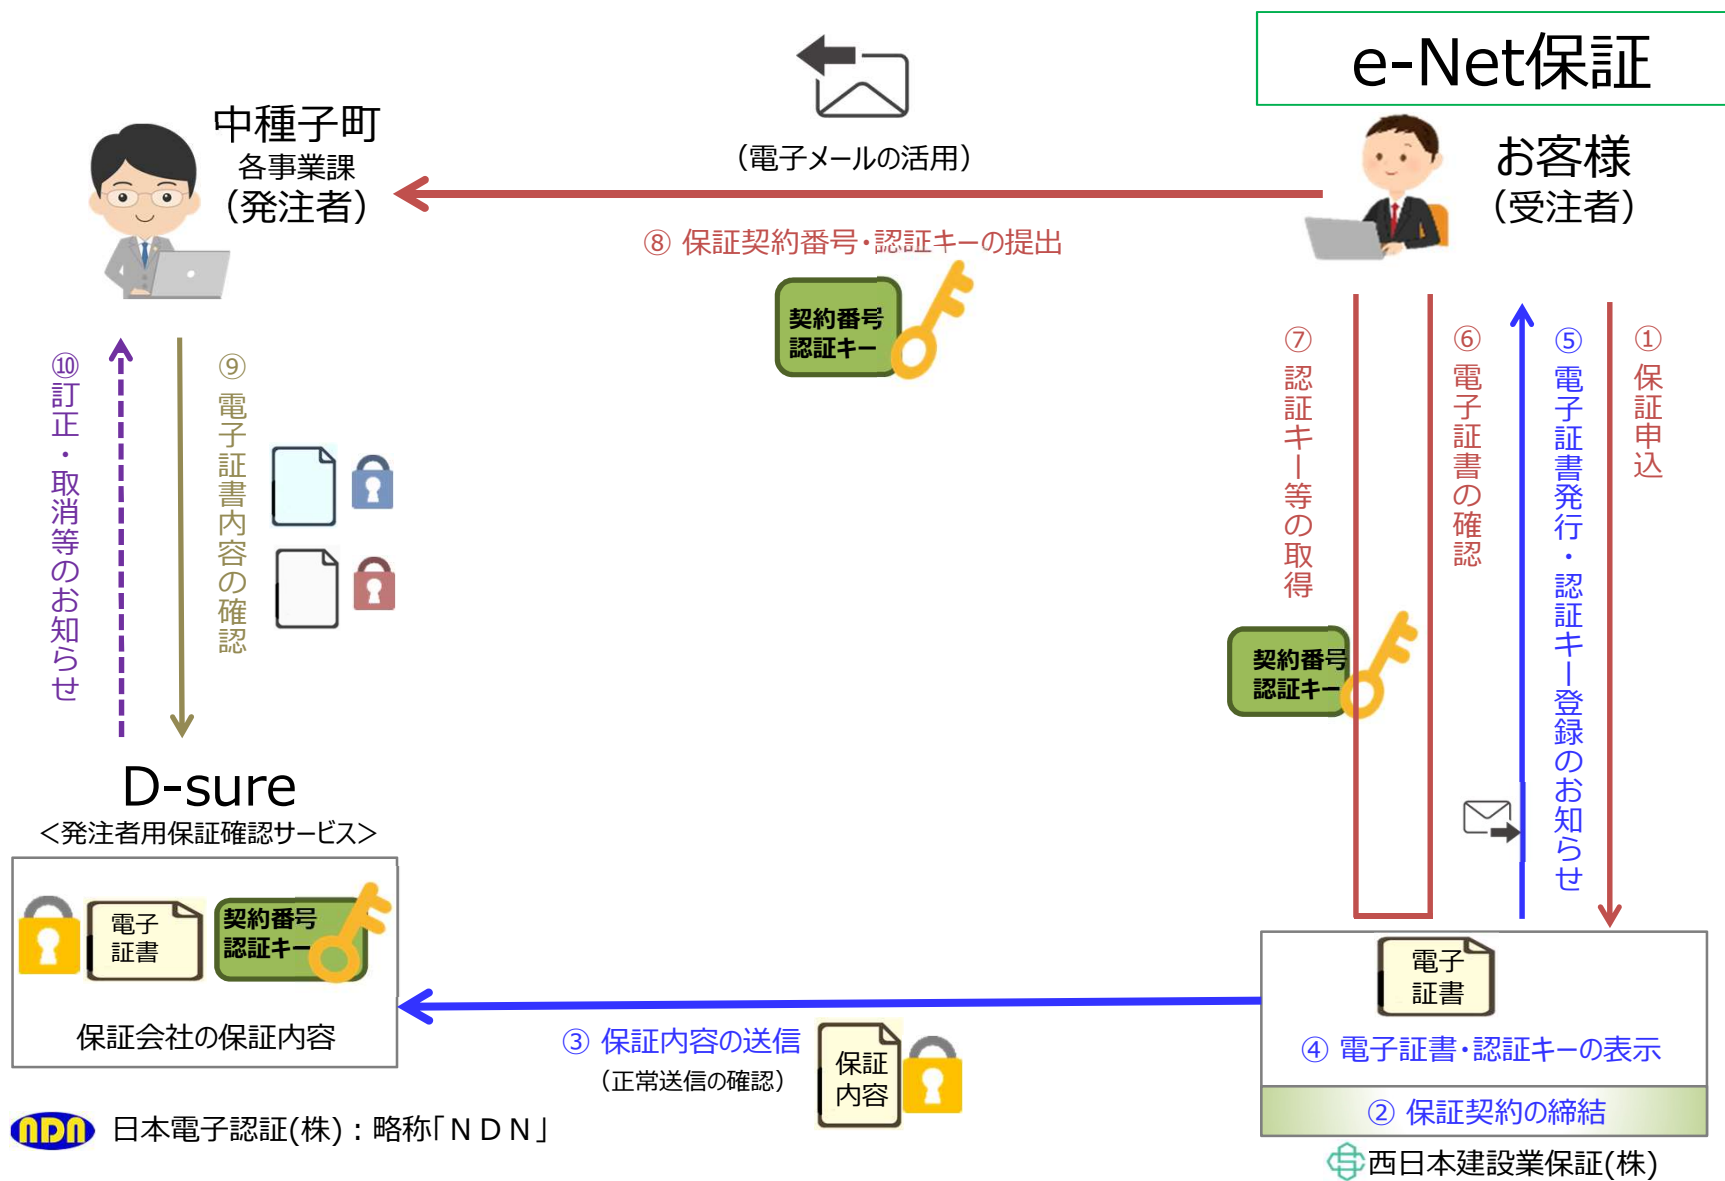 e-Net保証
中種子町
各事業課
（発注者）
（電子メールの活用）
お客様
（受注者）
⑧ 保証契約番号・認証キーの提出
契約番号
認証キー
⑩訂正・取消等のお知らせ
⑨電子証書内容の確認
⑦認証キー等の取得
⑥電子証書の確認
⑤電子証書発行・認証キー登録のお知らせ
①保証申込
契約番号
認証キー
D-sure
＜発注者用保証確認サービス＞
電子
証書
契約番号
認証キー
保証会社の保証内容
③ 保証内容の送信
（正常送信の確認）
保証
内容
電子
証書
④ 電子証書・認証キーの表示
② 保証契約の締結
NDN 日本電子認証(株)：略称「ＮＤＮ」
西日本建設業保証(株)